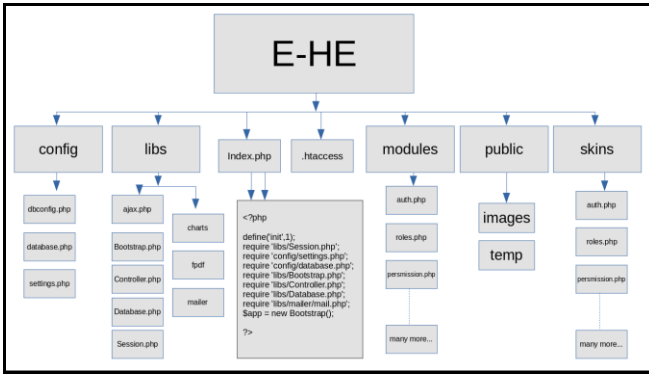 E-HE
config
libs
Index.php
.htaccess
modules
public
skins
dbconfig.php
database.php
settings.php
ajax.php
Bootstrap.php
Controller.php
Database.php
Session.php
charts
fpdf
mailer
<?php
define('init',1);
require 'libs/Session.php';
require 'config/settings.php';
require 'config/database.php';
require 'libs/Bootstrap.php';
require 'libs/Controller.php';
require 'libs/Database.php';
require 'libs/mailer/mail.php';
$app = new Bootstrap();
?>
auth.php
roles.php
persmission.php
many more...
images
temp
auth.php
roles.php
persmission.php
many more...